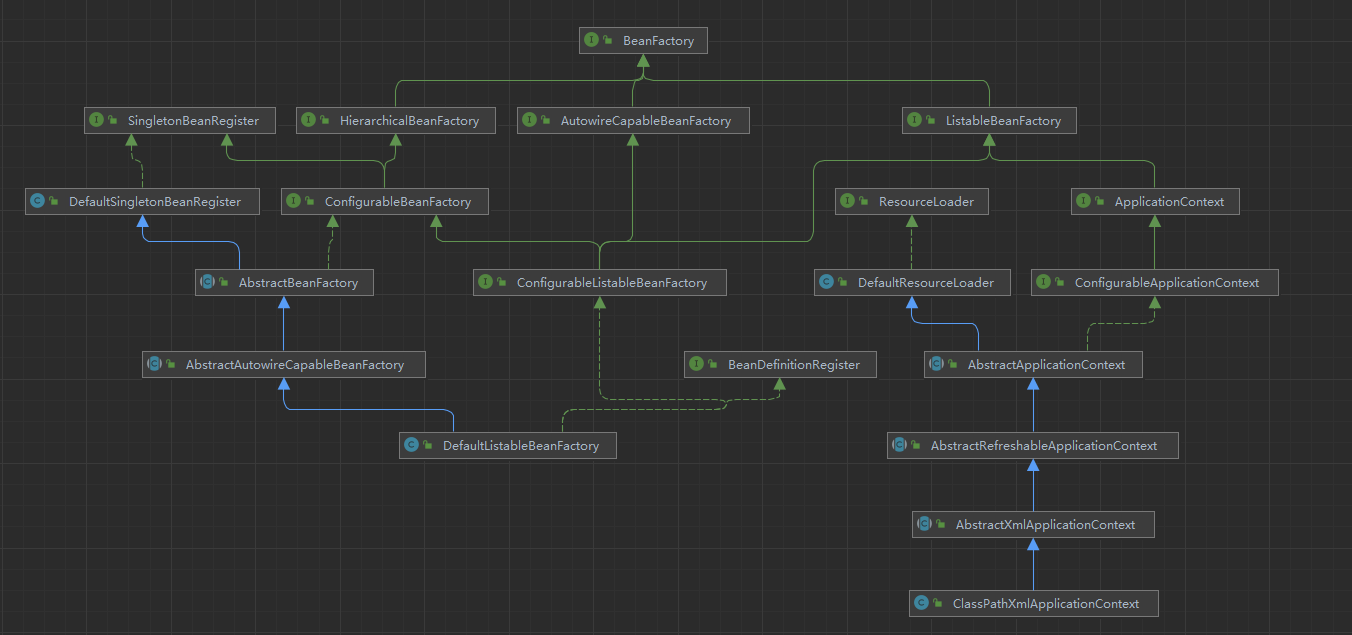 BeanFactory
SingletonBeanRegister
HierarchicalBeanFactory
AutowireCapableBeanFactory
ListableBeanFactory
DefaultSingletonBeanRegister
ConfigurableBeanFactory
ResourceLoader
ApplicationContext
AbstractBeanFactory
ConfigurableListableBeanFactory
DefaultResourceLoader
ConfigurableApplicationContext
AbstractAutowireCapableBeanFactory
BeanDefinitionRegister
AbstractApplicationContext
DefaultListableBeanFactory
AbstractRefreshableApplicationContext
AbstractXmlApplicationContext
ClassPathXmlApplicationContext